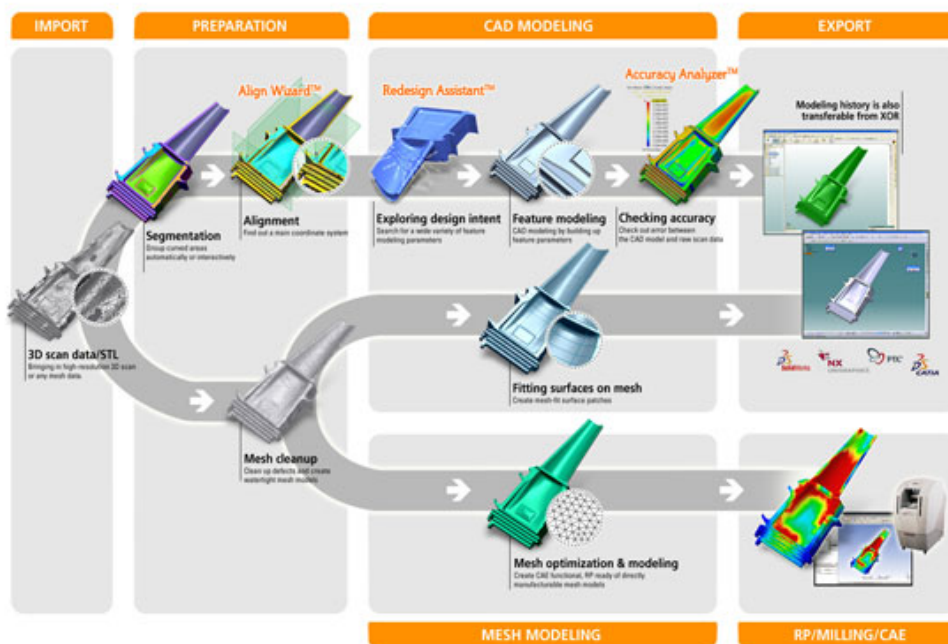 IMPORT
PREPARATION
CAD MODELING
EXPORT
Align Wizard™
Redesign Assistant™
Accuracy Analyzer™
Modeling history is also
transferable from XOR
Segmentation
Group curved areas
automatically or interactively
Alignment
Find out a main coordinate system
Exploring design intent
Search for a wide variety of feature
modeling parameters
Feature modeling
CAD modeling by building up
feature parameters
Checking accuracy
Check out error between
the CAD model and raw scan data
3D scan data/STL
Bringing in high-resolution 3D scan
or any mesh data.
Fitting surfaces on mesh
Create mesh-fit surface patches
SolidWorks
NX
UNIGRAPHICS
PTC
CATIA
Mesh cleanup
Clean up defects and create
watertight mesh models
Mesh optimization & modeling
Create CAE functional, RP ready of directly
manufacturable mesh models
MESH MODELING
RP/MILLING/CAE